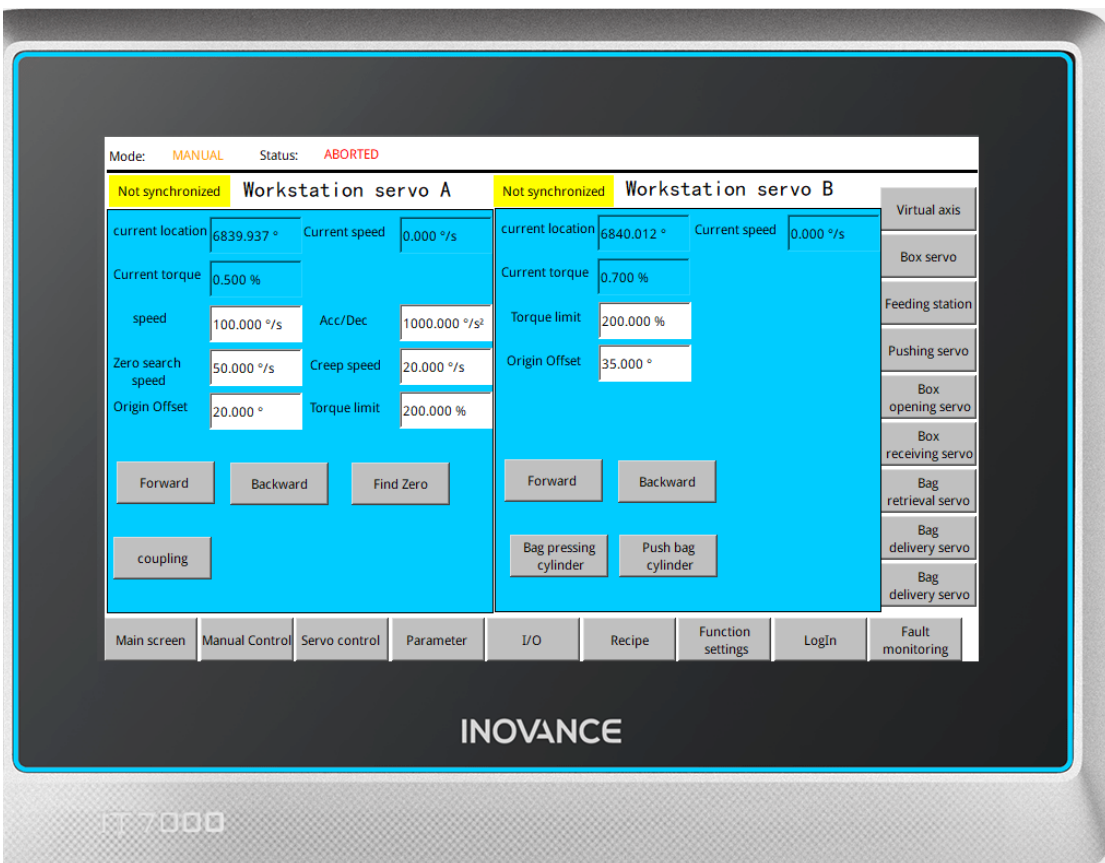 Mode: MANUAL Status: ABORTED
Not synchronized Workstation servo A
current location 6839.937 ° Current speed 0.000 °/s
Current torque 0.500 %
speed 100.000 °/s Acc/Dec 1000.000 °/s²
Zero search
speed
50.000 °/s Creep speed 20.000 °/s
Origin Offset 20.000 ° Torque limit 200.000 %
Forward Backward Find Zero
coupling
Not synchronized Workstation servo B
current location 6840.012 ° Current speed 0.000 °/s
Current torque 0.700 %
Torque limit 200.000 %
Origin Offset 35.000 °
Forward Backward
Bag pressing
cylinder
Push bag
cylinder
Virtual axis
Box servo
Feeding station
Pushing servo
Box
opening servo
Box
receiving servo
Bag
retrieval servo
Bag
delivery servo
Bag
delivery servo
Main screen Manual Control Servo control Parameter I/O Recipe Function
settings
LogIn Fault
monitoring
INOVANCE
IT 7000